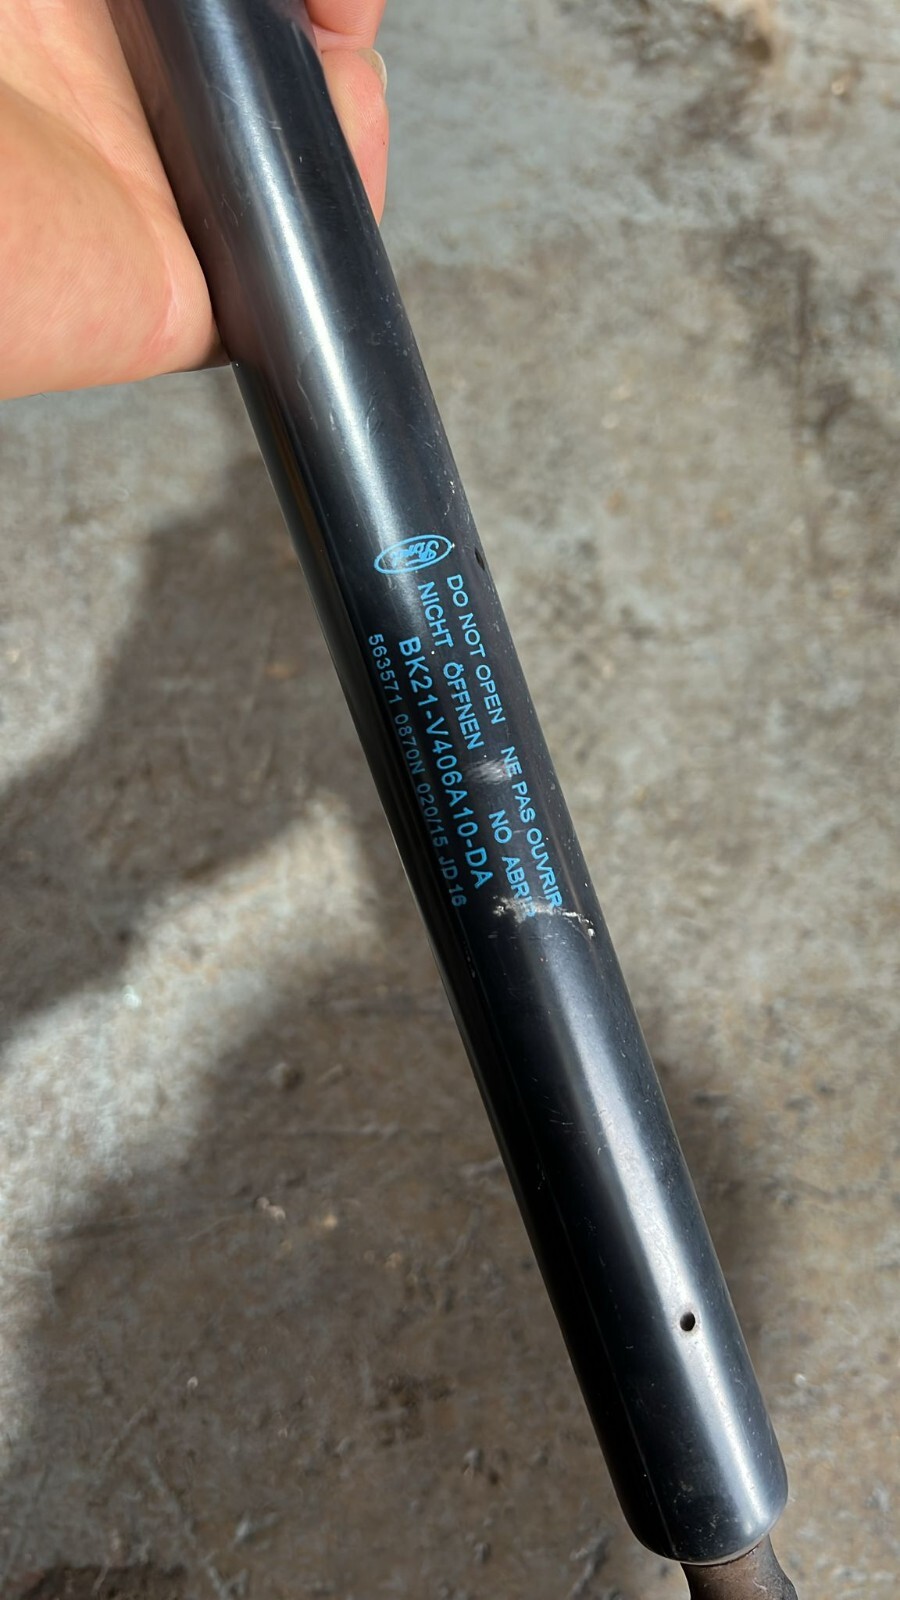 Ford
DO NOT OPEN NE PAS OUVRIR
NICHT ÖFFNEN NO ABRIR
BK21-V406A10-DA
563571 0870N 020/15 JD 16